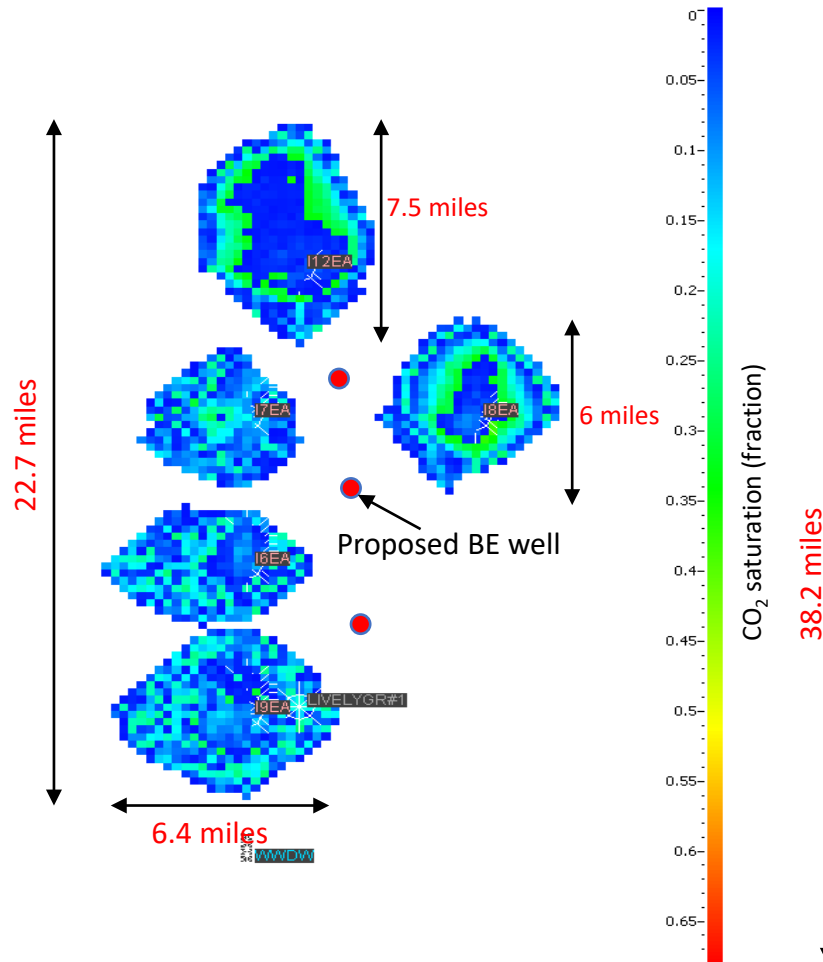 0
0.05
0.1
0.15
0.2
0.25
0.3
0.35
0.4
0.45
0.5
0.55
0.6
0.65
CO2 saturation (fraction)
38.2 miles
22.7 miles
7.5 miles
I12EA
I7EA
I8EA
6 miles
Proposed BE well
I6EA
I9EA
LIVELYGR#1
6.4 miles
WWDW